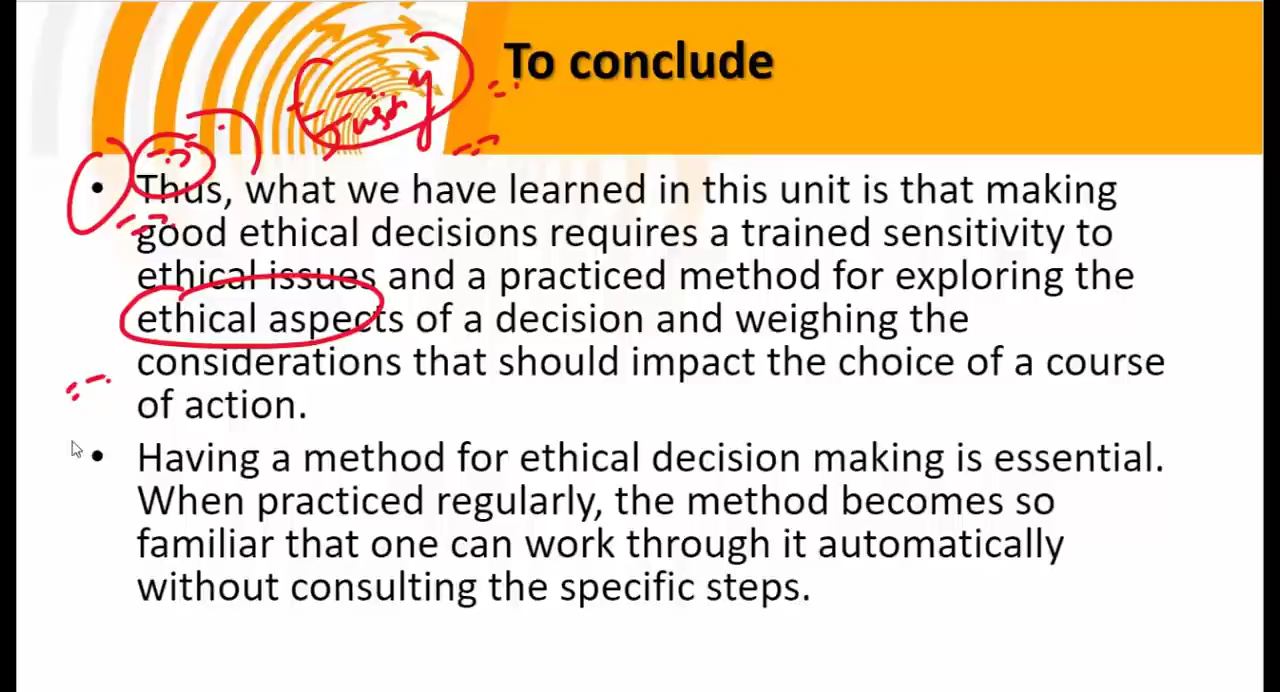 To conclude
• Thus, what we have learned in this unit is that making
good ethical decisions requires a trained sensitivity to
ethical issues and a practiced method for exploring the
ethical aspects of a decision and weighing the
considerations that should impact the choice of a course
of action.
• Having a method for ethical decision making is essential.
When practiced regularly, the method becomes so
familiar that one can work through it automatically
without consulting the specific steps.